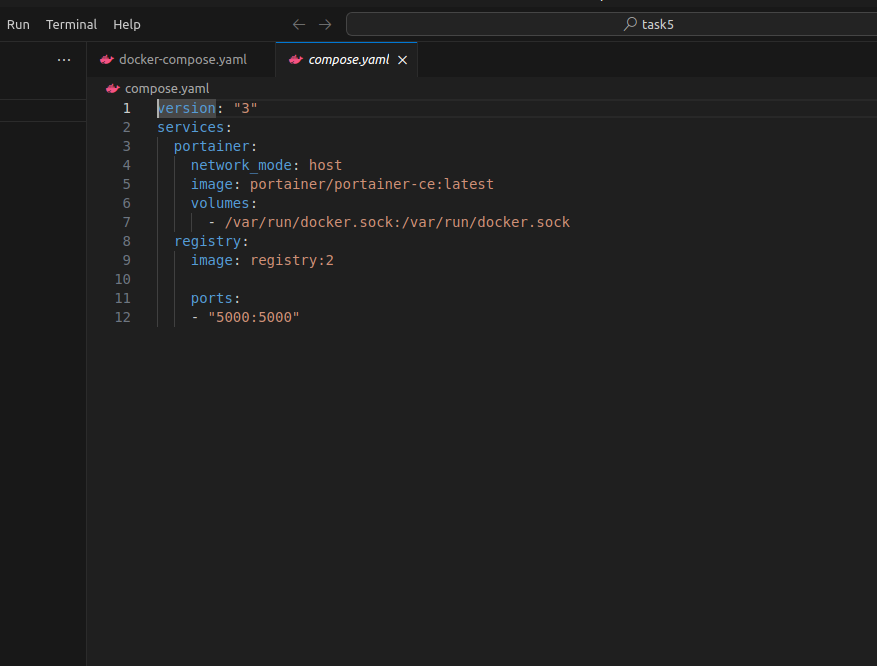 Run Terminal Help
task5
... docker-compose.yaml compose.yaml
compose.yaml
1 version: "3"
2 services:
3 portainer:
4 network_mode: host
5 image: portainer/portainer-ce:latest
6 volumes:
7 - /var/run/docker.sock:/var/run/docker.sock
8 registry:
9 image: registry:2
10
11 ports:
12 - "5000:5000"